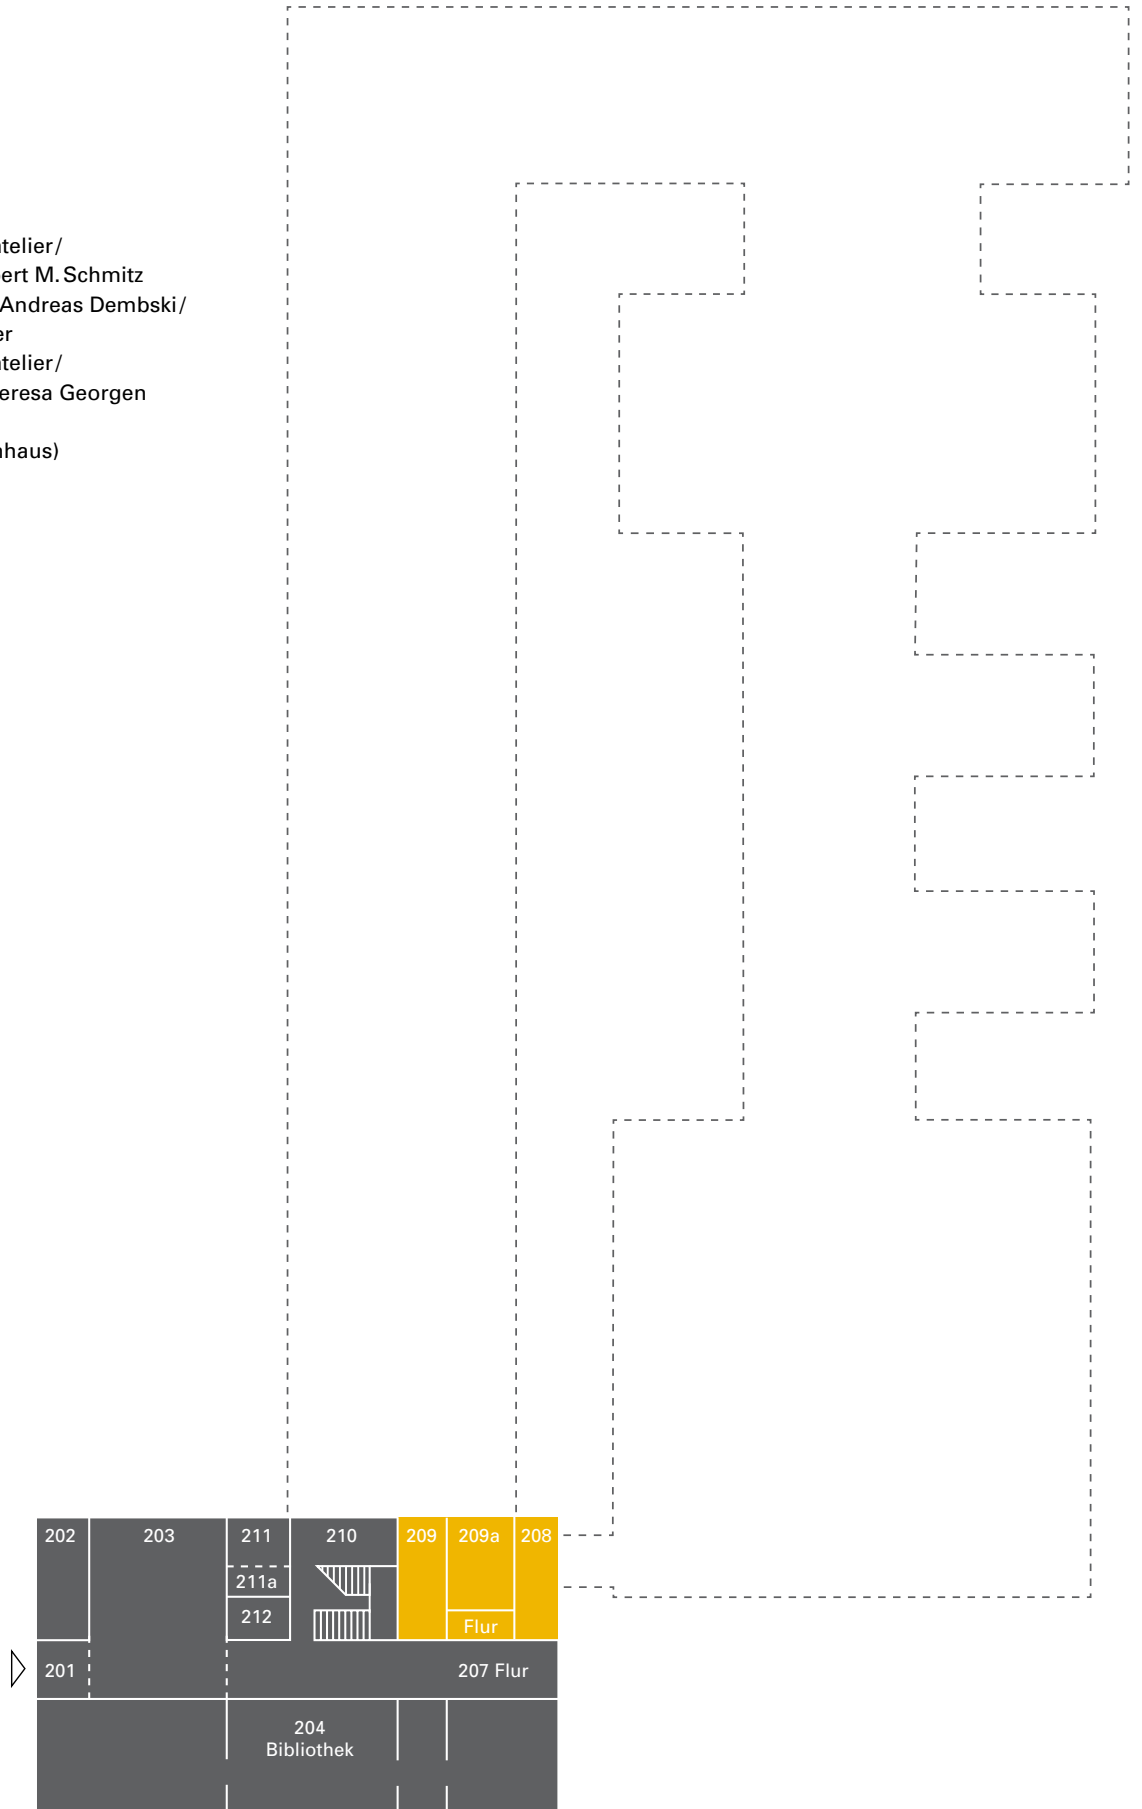 telier/
ert M. Schmitz
Andreas Dembski/
er
telier/
eresa Georgen
haus)
202 203 211 210 209 209a 208
211a
212
Flur
201 207 Flur
204
Bibliothek